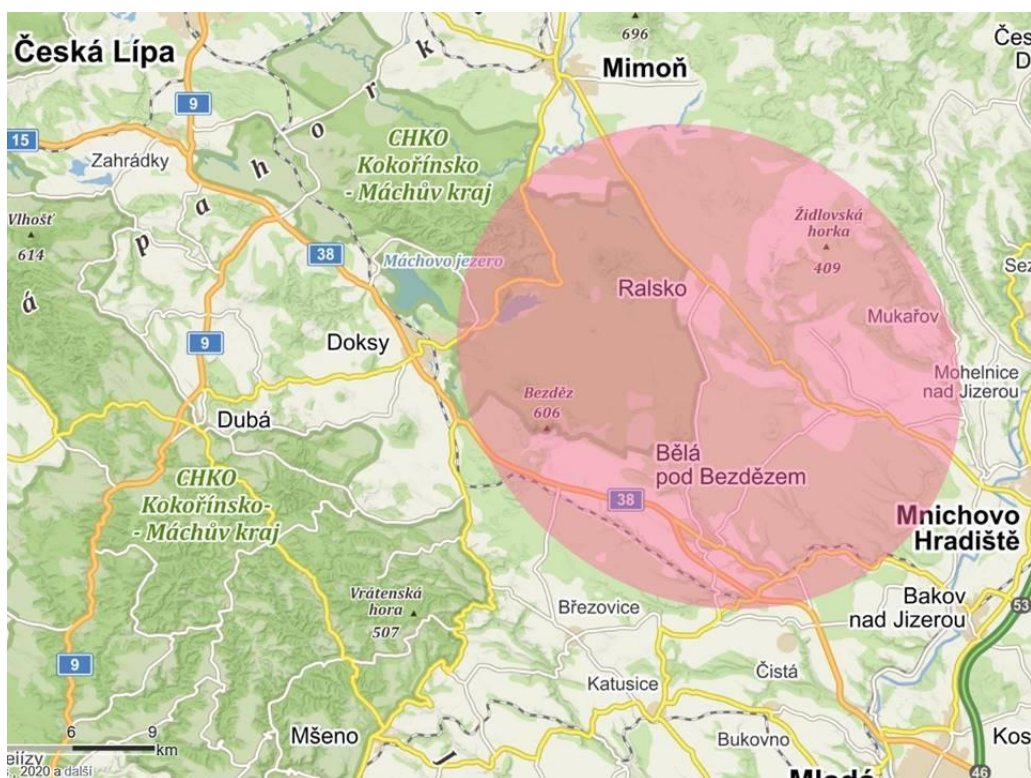 696
Čes
D
Česká Lípa
Mimoň
k
r
o
h
a
p
á
9
15
Zahrádky
CHKO
Kokořínsko
- Máchův kraj
Vlhošť
614
38
Máchovo jezero
Židlovská
horka
409
Ralsko
Mukařov
Sez
Doksy
9
Mohelnice
nad Jizerou
Bezděz
606
Dubá
Bělá
pod Bezdězem
CHKO
Kokořínsko-
- Máchův kraj
38
Mnichovo
Hradiště
Vrátenská
hora
507
Březovice
Bakov
nad Jizerou
53
9
Katusice
Čistá
Mšeno
Bukovno
Kos
6 9
km
, 2020 a další
Mladá
46